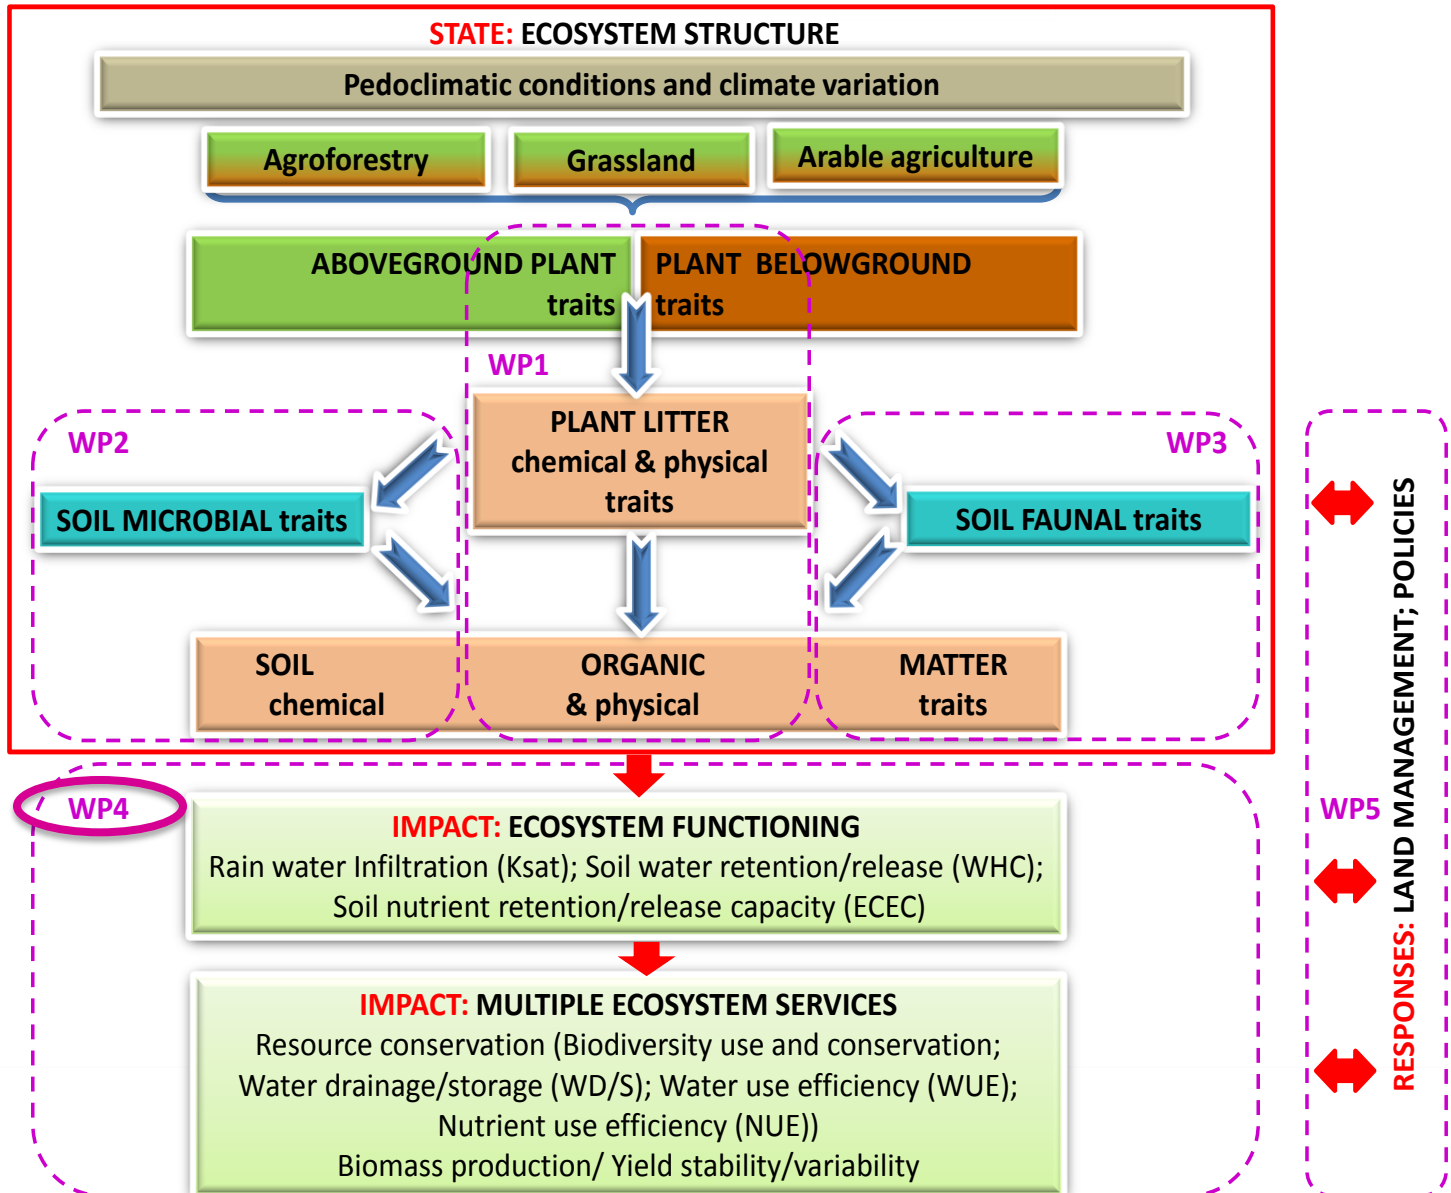 STATE: ECOSYSTEM STRUCTURE
Pedoclimatic conditions and climate variation
Agroforestry
Grassland
Arable agriculture
ABOVEGROUND PLANT
traits
PLANT BELOWGROUND
traits
WP1
PLANT LITTER
chemical & physical
traits
WP2
SOIL MICROBIAL traits
WP3
SOIL FAUNAL traits
SOIL ORGANIC MATTER
chemical & physical traits
WP4
IMPACT: ECOSYSTEM FUNCTIONING
Rain water Infiltration (Ksat); Soil water retention/release (WHC);
Soil nutrient retention/release capacity (ECEC)
IMPACT: MULTIPLE ECOSYSTEM SERVICES
Resource conservation (Biodiversity use and conservation;
Water drainage/storage (WD/S); Water use efficiency (WUE);
Nutrient use efficiency (NUE))
Biomass production/ Yield stability/variability
WP5
RESPONSES: LAND MANAGEMENT; POLICIES